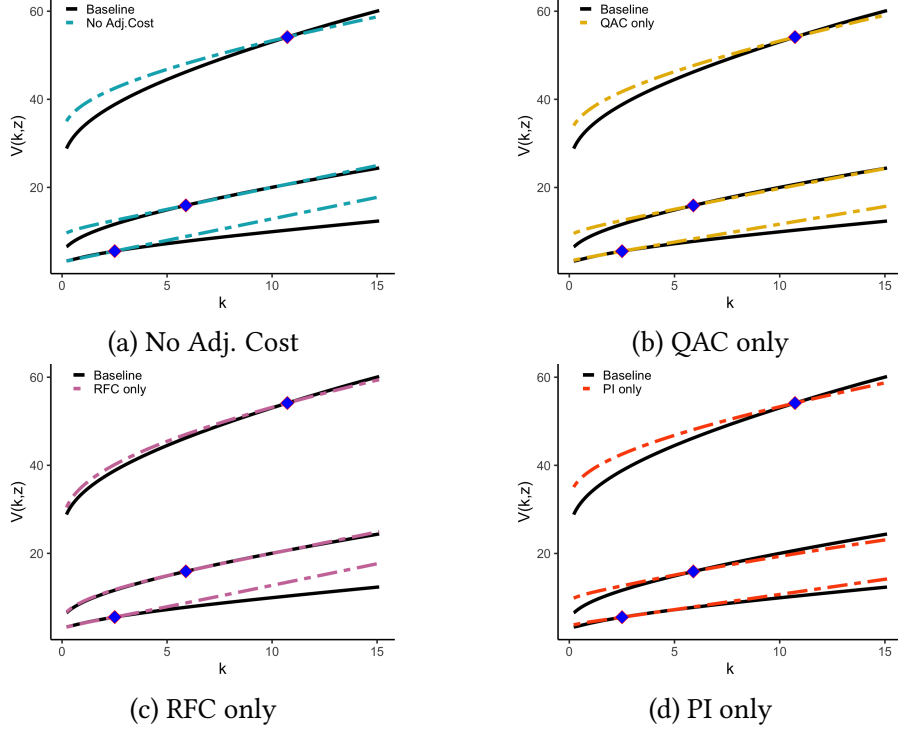 Baseline
No Adj.Cost
60
40
20
V(k,z)
0
5
10
15
k
(a) No Adj. Cost
Baseline
QAC only
60
40
20
V(k,z)
0
5
10
15
k
(b) QAC only
Baseline
RFC only
60
40
20
V(k,z)
0
5
10
15
k
(c) RFC only
Baseline
PI only
60
40
20
V(k,z)
0
5
10
15
k
(d) PI only